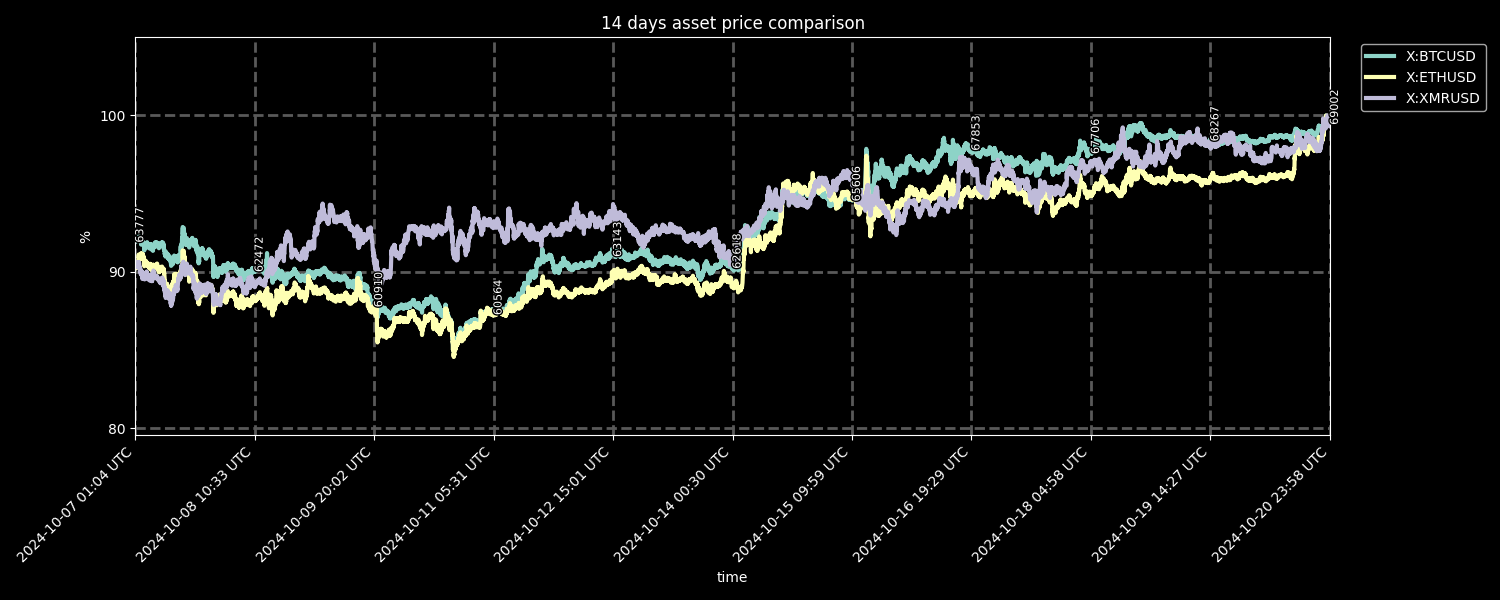 14 days asset price comparison
X:BTCUSD
X:ETHUSD
X:XMRUSD
%
100
90
80
63777
62472
60910
60564
63143
62618
65606
67853
67706
68267
69002
2024-10-07 01:04 UTC
2024-10-08 10:33 UTC
2024-10-09 20:02 UTC
2024-10-11 05:31 UTC
2024-10-12 15:01 UTC
2024-10-14 00:30 UTC
2024-10-15 09:59 UTC
2024-10-16 19:29 UTC
2024-10-18 04:58 UTC
2024-10-19 14:27 UTC
2024-10-20 23:58 UTC
time